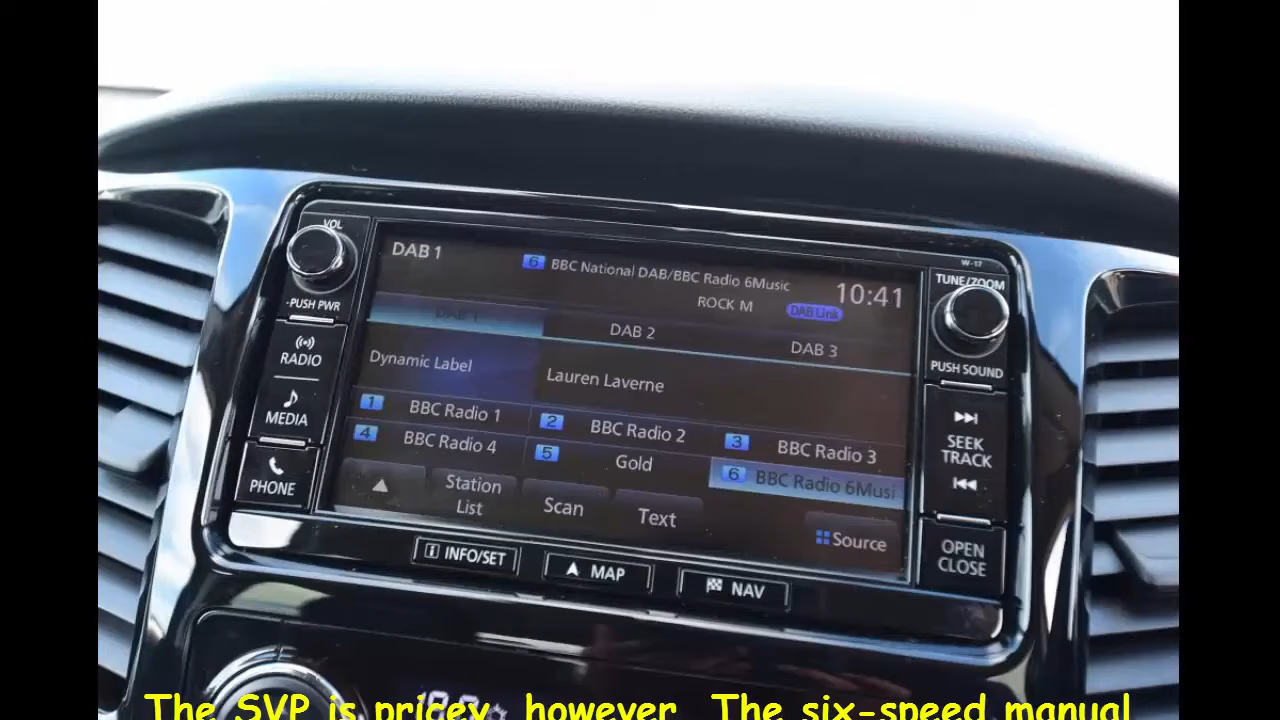 VOL
-PUSH PWR
RADIO
MEDIA
PHONE
DAB 1
6 BBC National DAB/BBC Radio 6Music
ROCK M
DAB Link
10:41
DAB 1
DAB 2
DAB 3
Dynamic Label
Lauren Laverne
1 BBC Radio 1
2 BBC Radio 2
3 BBC Radio 3
4 BBC Radio 4
5 Gold
6 BBC Radio 6Musi
Station
List
Scan
Text
Source
W-17
TUNE/ZOOM
PUSH SOUND
SEEK
TRACK
OPEN
CLOSE
INFO/SET
MAP
NAV
The SVP is pricey, however. The six-speed manual